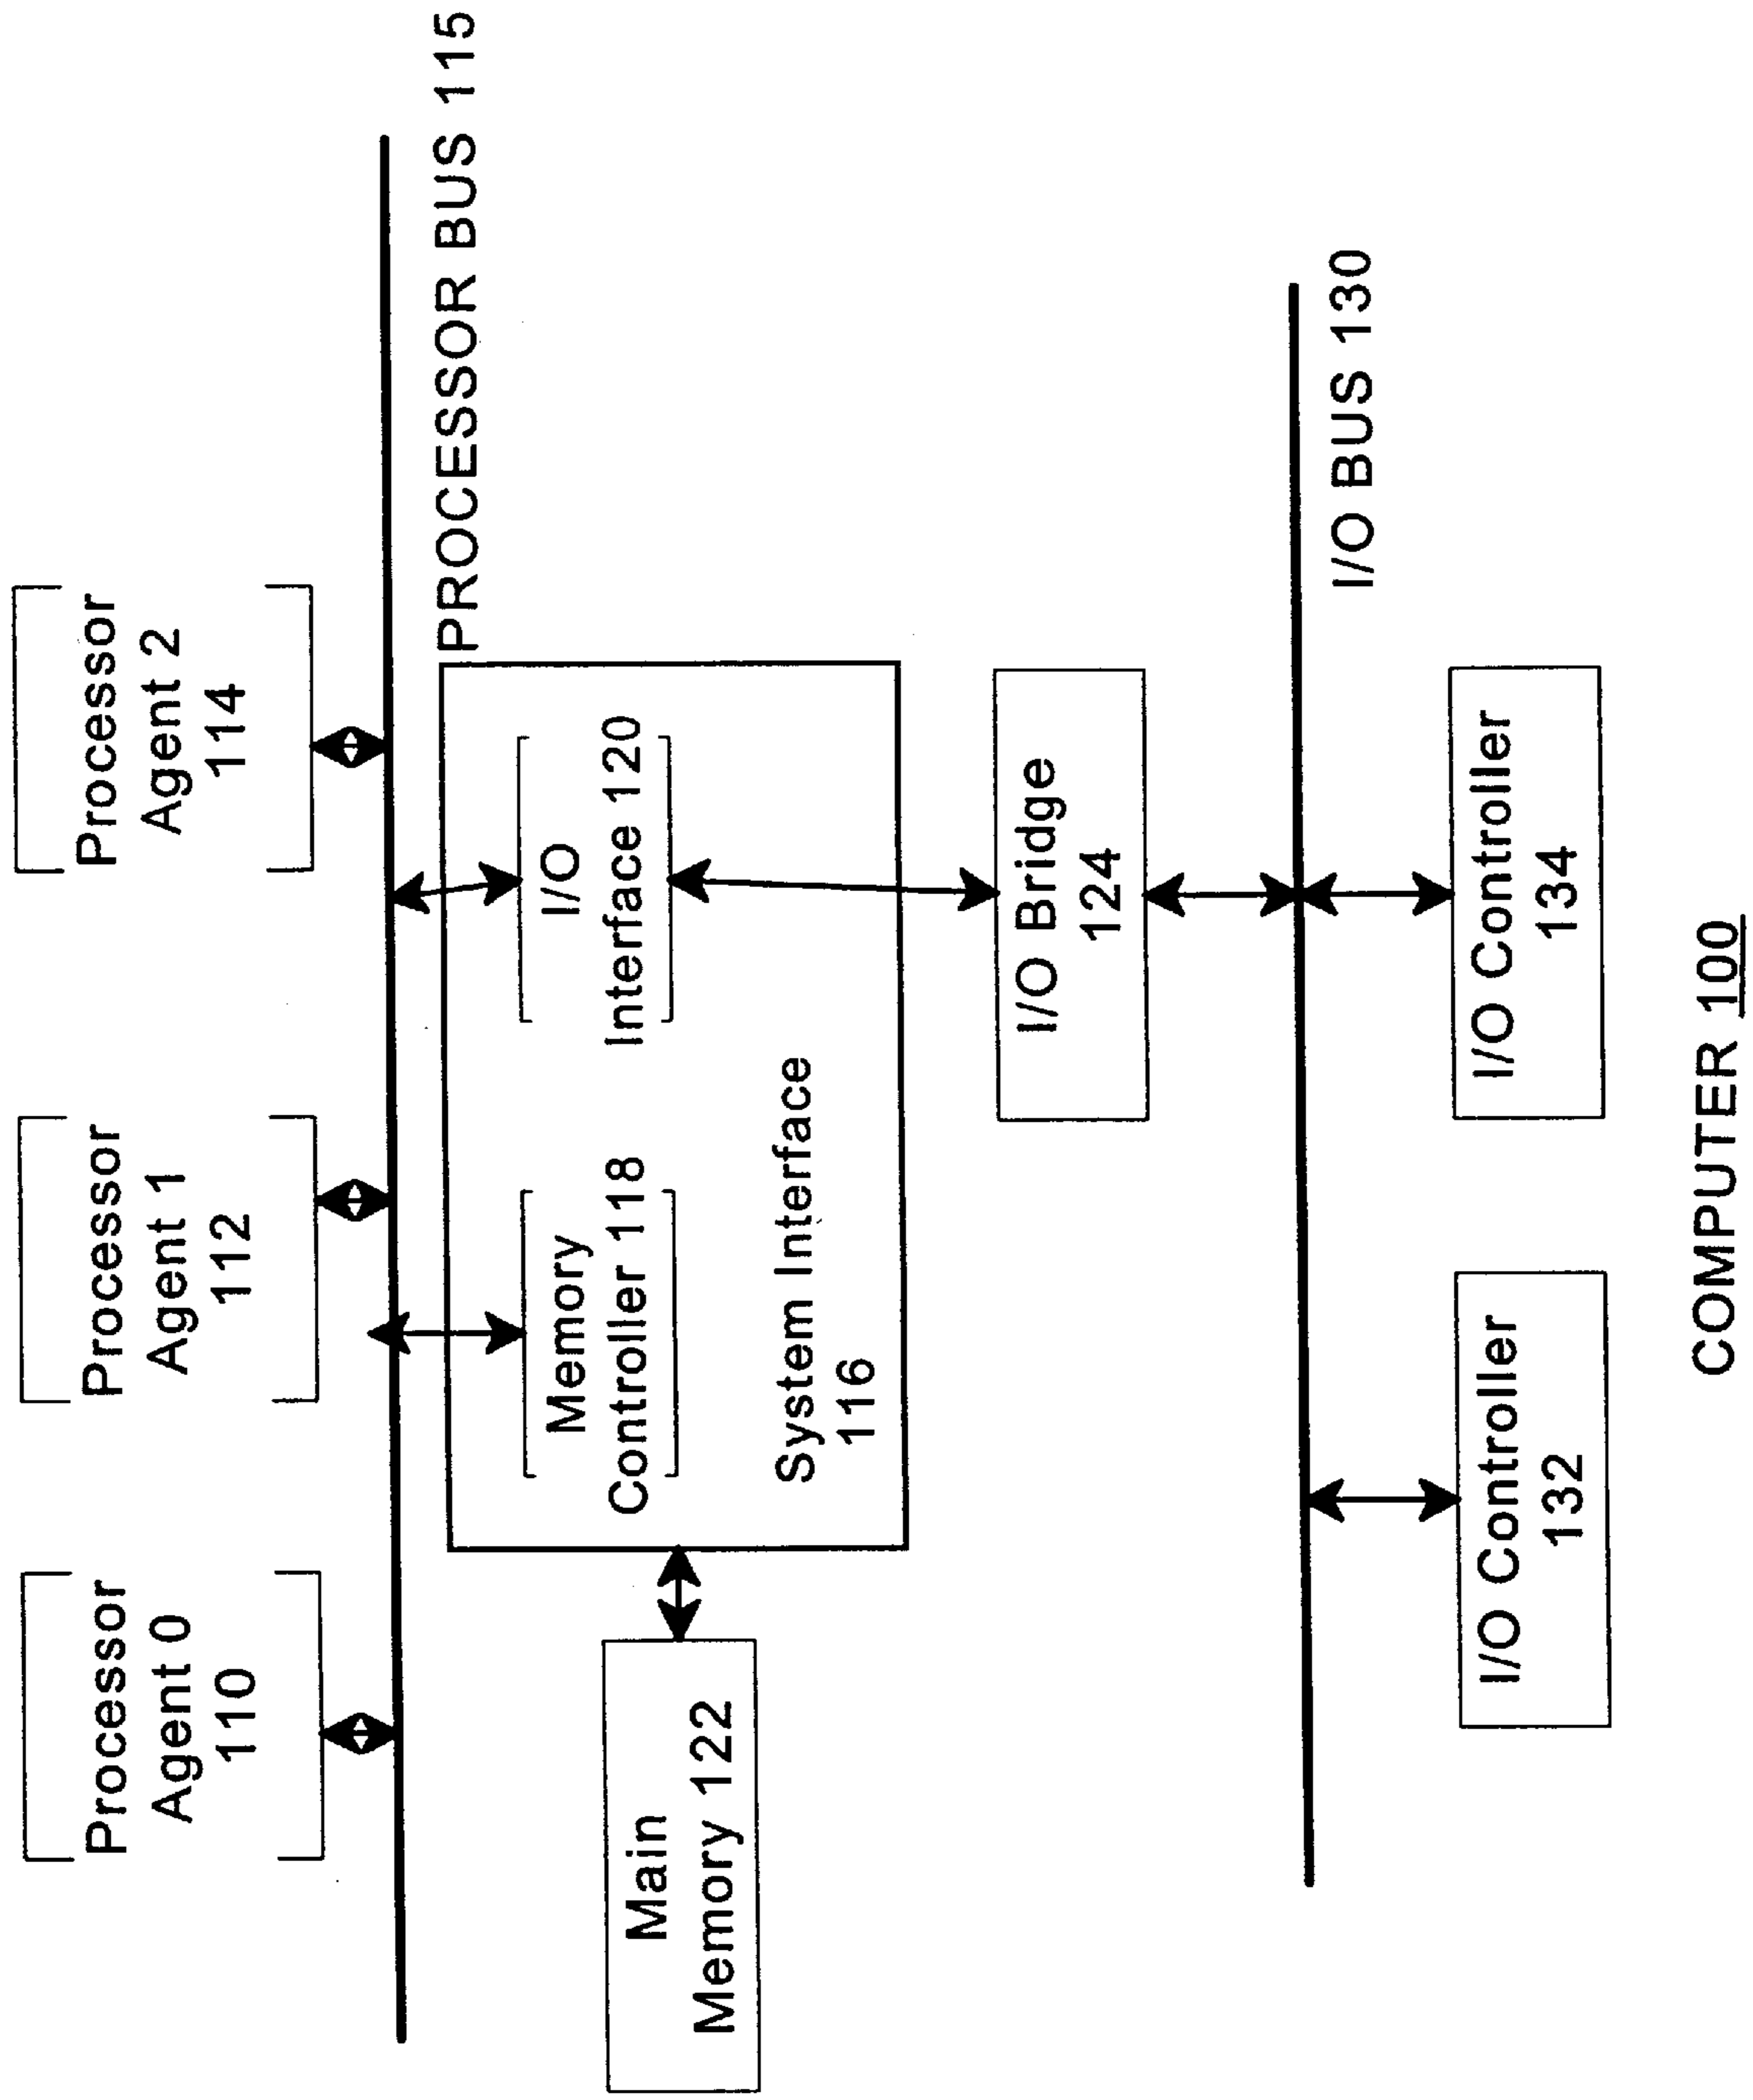 Processor
Agent 0
110
Processor
Agent 1
112
Processor
Agent 2
114
PROCESSOR BUS 115
Main
Memory 122
Memory
Controller 118
I/O
Interface 120
System Interface
116
I/O Bridge
124
I/O BUS 130
I/O Controller
132
I/O Controller
134
COMPUTER 100